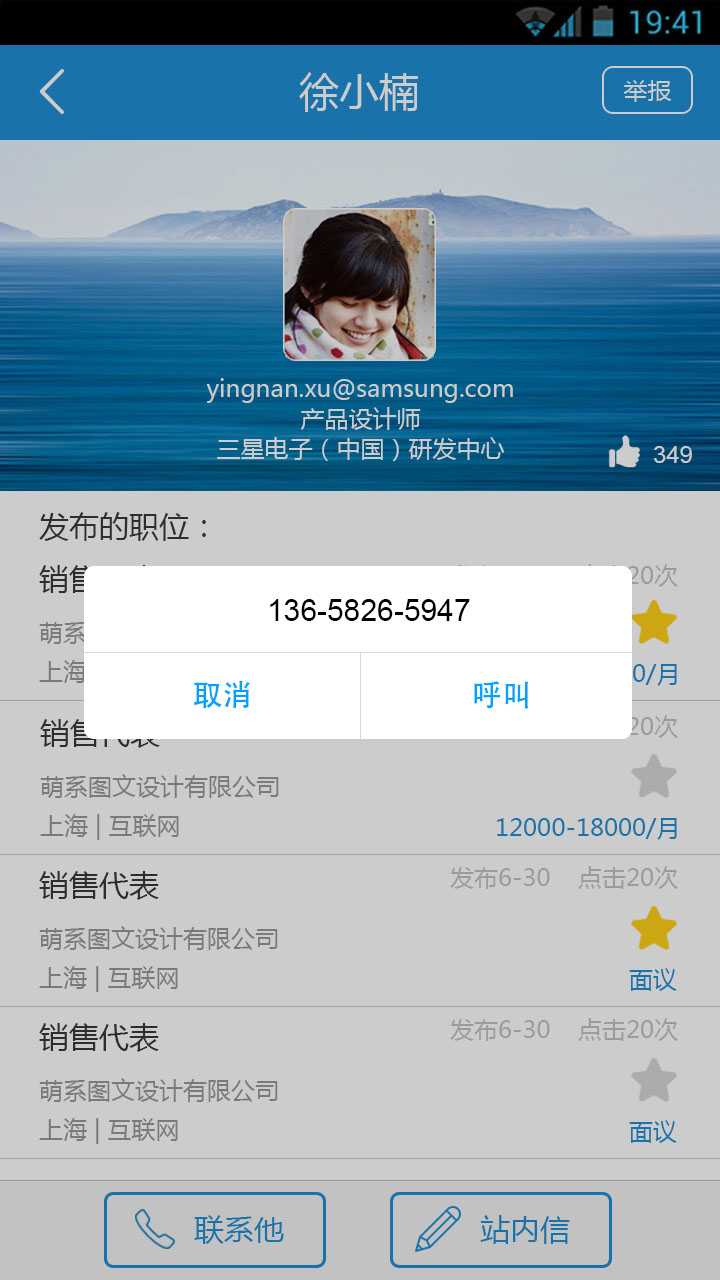 19:41
徐小楠
举报
yingnan.xu@samsung.com
产品设计师
三星电子（中国）研发中心
349
发布的职位：
销售 20次
萌系
上海 0/月
136-5826-5947
取消 呼叫
销售代表 20次
萌系图文设计有限公司
上海 | 互联网 12000-18000/月
销售代表 发布6-30 点击20次
萌系图文设计有限公司
上海 | 互联网 面议
销售代表 发布6-30 点击20次
萌系图文设计有限公司
上海 | 互联网 面议
联系他 站内信